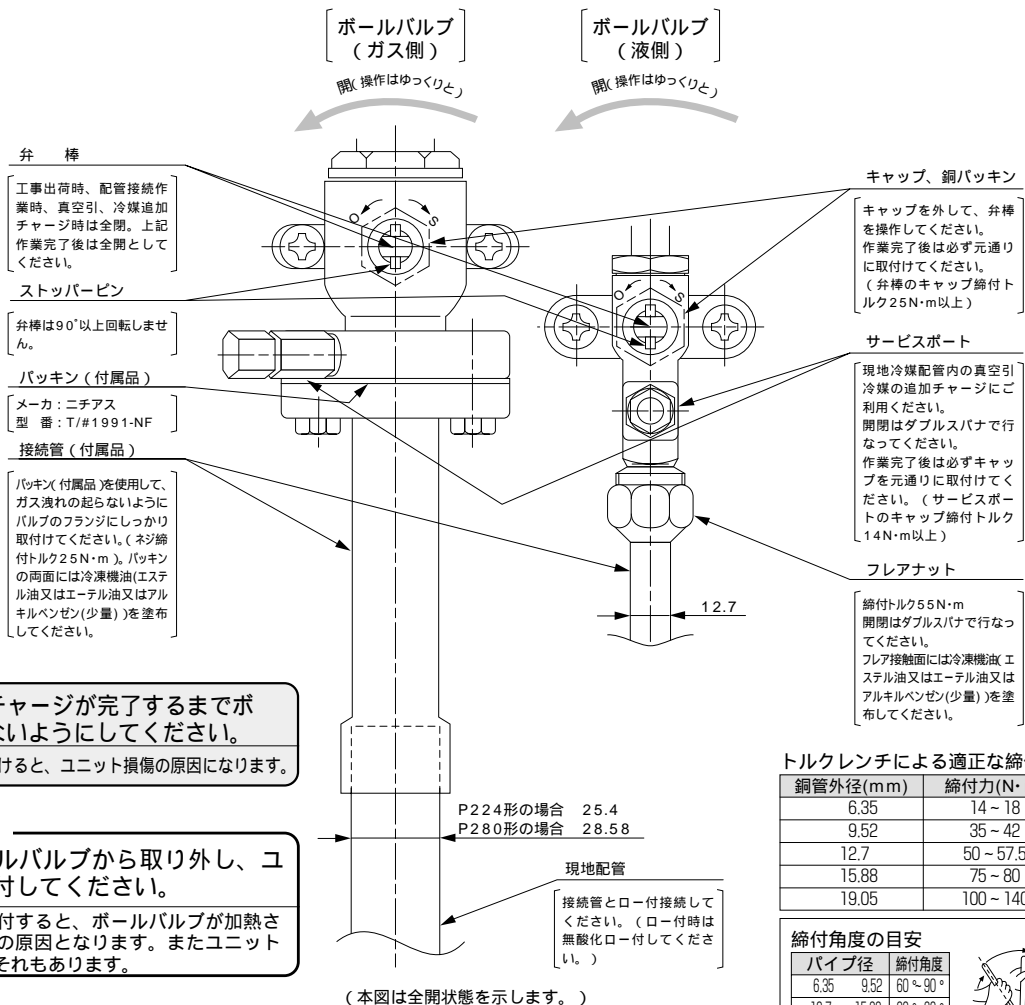 ボールバルブ
(ガス側)
開(操作はゆっくりと)
ボールバルブ
(液側)
開(操作はゆっくりと)
弁 棒
工事出荷時、配管接続作
業時、真空引、冷媒追加
チャージ時は全閉。上記
作業完了後は全開として
ください。
ストッパーピン
弁棒は90°以上回転しませ
ん。
パッキン(付属品)
メーカ:ニチアス
型 番:T/#1991-NF
接続管(付属品)
パッキン(付属品)を使用して、
ガス洩れの起らないように
バルブのフランジにしっかり
取付けてください。(ネジ締
付トルク25N・m)。パッキン
の両面には冷凍機油(エステ
ル油又はエーテル油又はアル
キルベンゼン(少量))を塗布
してください。
O S
O S
キャップ、銅パッキン
キャップを外して、弁棒
を操作してください。
作業完了後は必ず元通り
に取付けてください。
(弁棒のキャップ締付ト
ルク25N・m以上)
サービスポート
現地冷媒配管内の真空引
冷媒の追加チャージにご
利用ください。
開閉はダブルスパナで行
なってください。
作業完了後は必ずキャッ
プを元通りに取付けてく
ださい。(サービスポー
トのキャップ締付トルク
14N・m以上)
フレアナット
締付トルク55N・m
開閉はダブルスパナで行なっ
てください。
フレア接触面には冷凍機油(エ
ステル油又はエーテル油又は
アルキルベンゼン(少量))を塗
布してください。
12.7
チャージが完了するまでボ
ないようにしてください。
けると、ユニット損傷の原因になります。
ルバルブから取り外し、ユ
付してください。
付すると、ボールバルブが加熱さ
の原因となります。またユニット
それもあります。
P224形の場合 25.4
P280形の場合 28.58
現地配管
接続管とロー付接続して
ください。(ロー付時は
無酸化ロー付してくださ
い。)
(本図は全開状態を示します。)
トルクレンチによる適正な締
銅管外径(mm) 締付力(N・
6.35 14~18
9.52 35~42
12.7 50~57.5
15.88 75~80
19.05 100~140
締付角度の目安
パイプ径 締付角度
6.35 9.52 60°~90°